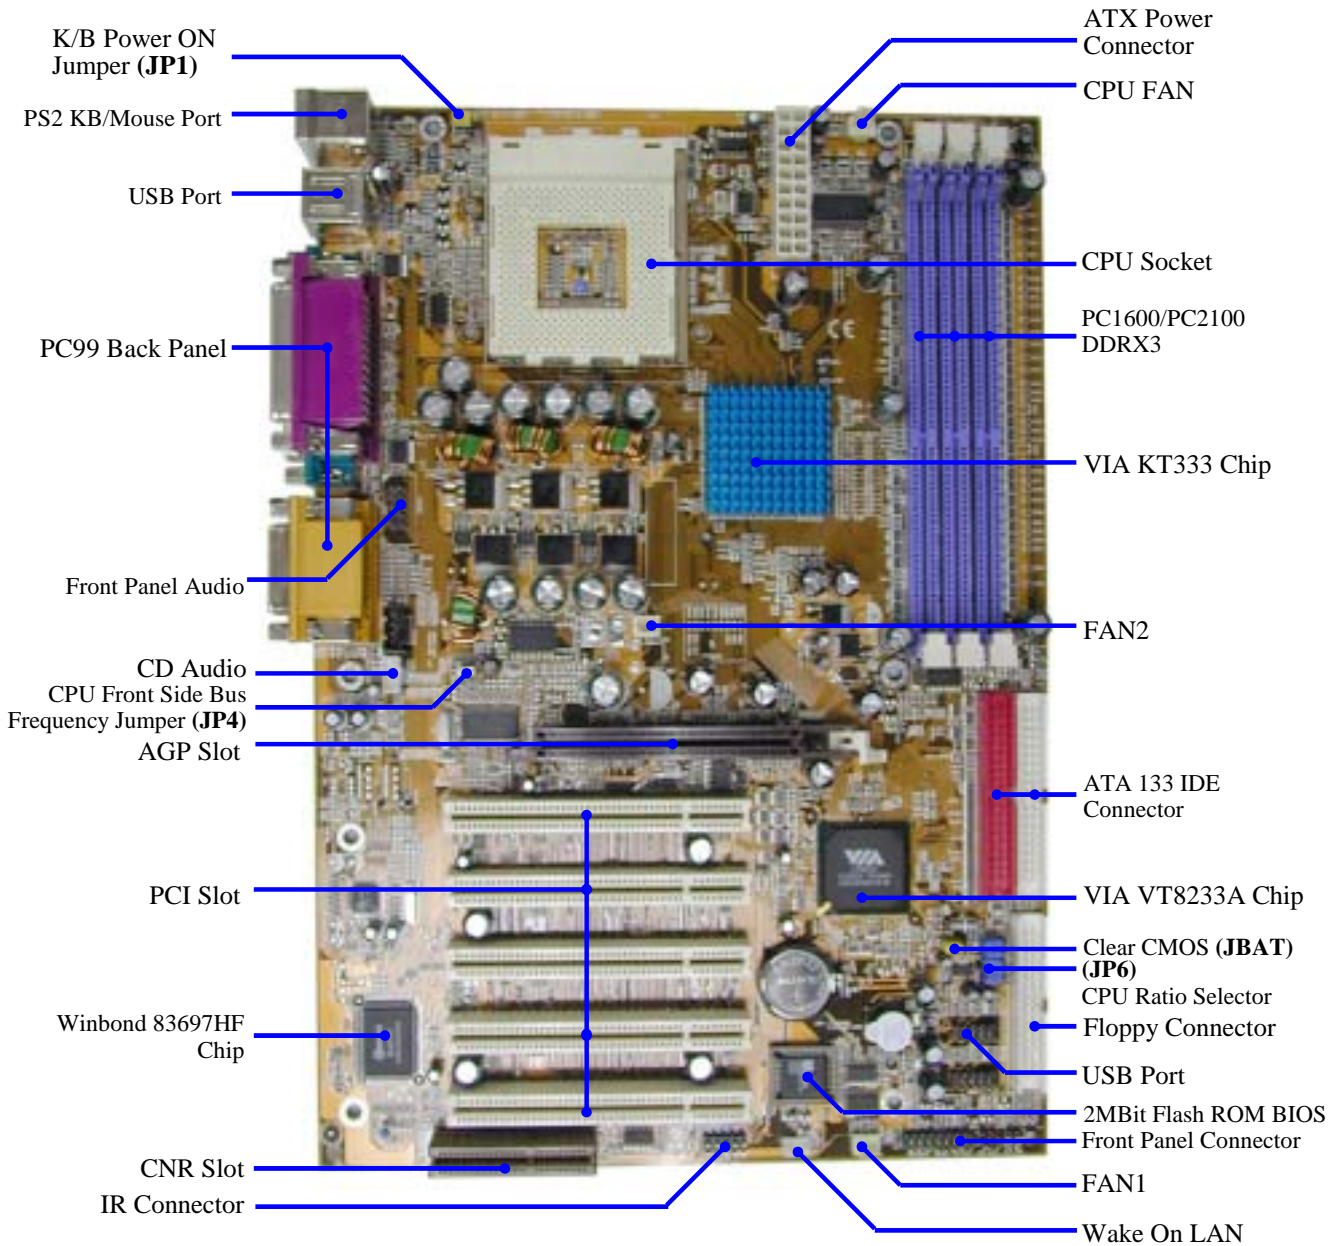 K/B Power ON
Jumper (JP1)
PS2 KB/Mouse Port
USB Port
PC99 Back Panel
Front Panel Audio
CD Audio
CPU Front Side Bus
Frequency Jumper (JP4)
AGP Slot
PCI Slot
Winbond 83697HF
Chip
CNR Slot
IR Connector
ATX Power
Connector
CPU FAN
CPU Socket
PC1600/PC2100
DDRX3
VIA KT333 Chip
FAN2
ATA 133 IDE
Connector
VIA VT8233A Chip
Clear CMOS (JBAT)
(JP6)
CPU Ratio Selector
Floppy Connector
USB Port
2MBit Flash ROM BIOS
Front Panel Connector
FAN1
Wake On LAN
CE
VIA